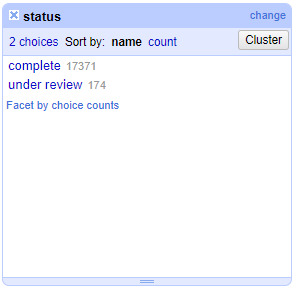 status change
2 choices Sort by: name count Cluster
complete 17371
under review 174
Facet by choice counts